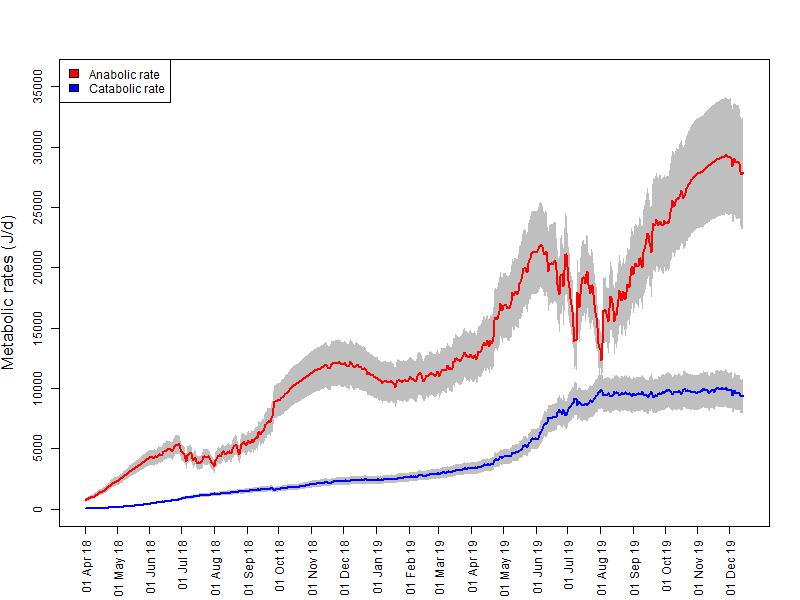 Anabolic rate
Catabolic rate
Metabolic rates (J/d)
35000
30000
25000
20000
15000
10000
5000
0
01 Apr 18
01 May 18
01 Jun 18
01 Jul 18
01 Aug 18
01 Sep 18
01 Oct 18
01 Nov 18
01 Dec 18
01 Jan 19
01 Feb 19
01 Mar 19
01 Apr 19
01 May 19
01 Jun 19
01 Jul 19
01 Aug 19
01 Sep 19
01 Oct 19
01 Nov 19
01 Dec 19